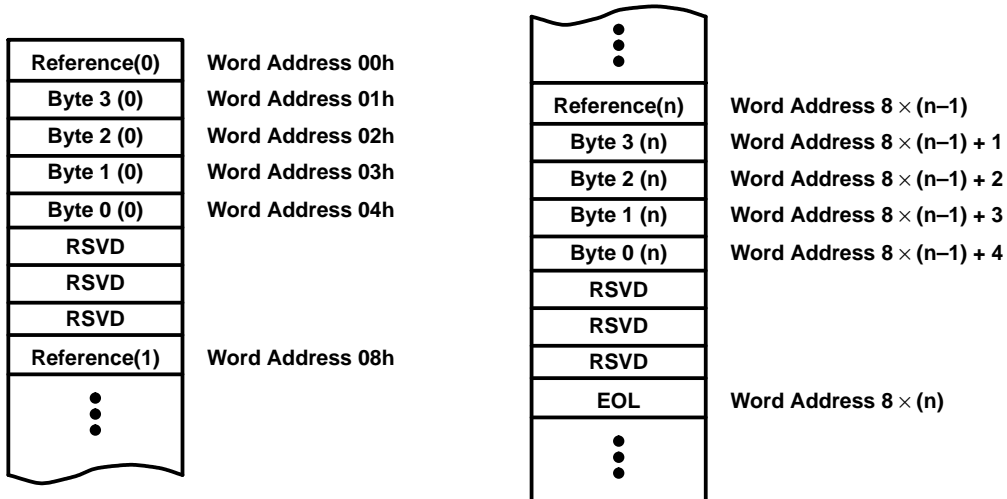 Reference(0) Word Address 00h
Byte 3 (0) Word Address 01h
Byte 2 (0) Word Address 02h
Byte 1 (0) Word Address 03h
Byte 0 (0) Word Address 04h
RSVD
RSVD
RSVD
Reference(1) Word Address 08h
Reference(n) Word Address 8 × (n–1)
Byte 3 (n) Word Address 8 × (n–1) + 1
Byte 2 (n) Word Address 8 × (n–1) + 2
Byte 1 (n) Word Address 8 × (n–1) + 3
Byte 0 (n) Word Address 8 × (n–1) + 4
RSVD
RSVD
RSVD
EOL Word Address 8 × (n)